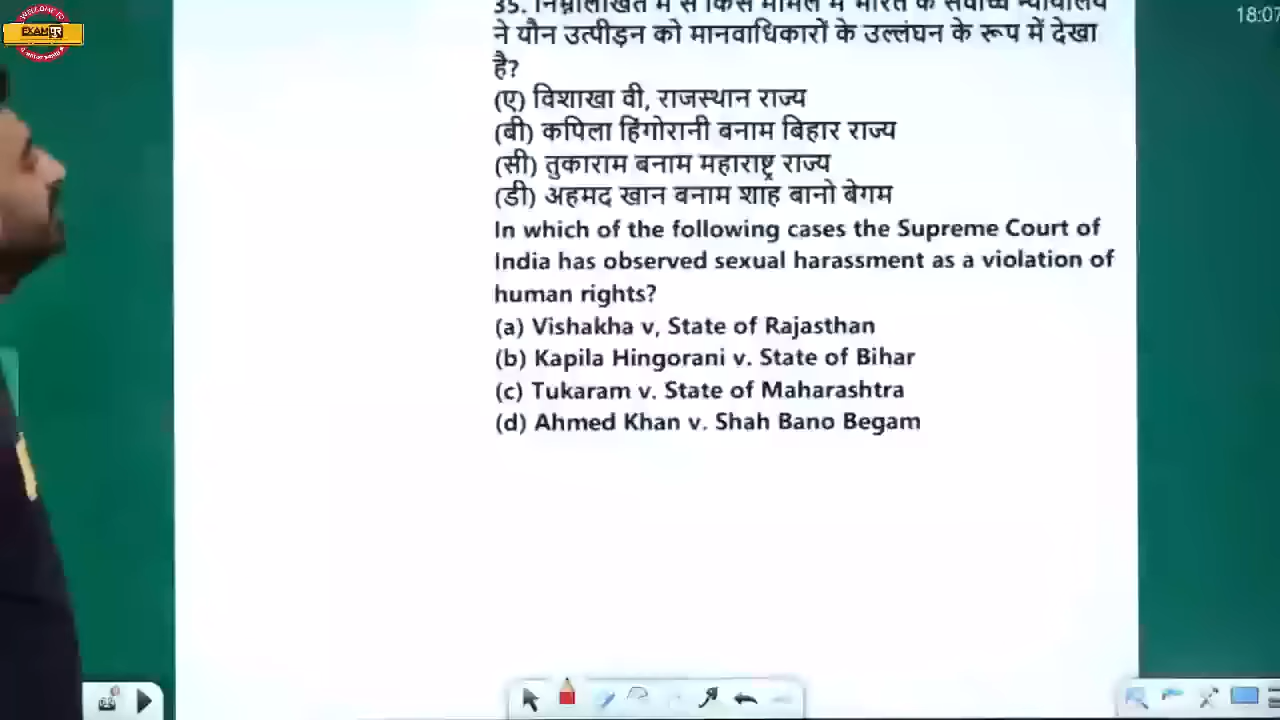 WELCOME TO
EXAM
35. निम्नलिखित में से किस मामले में भारत के सर्वोच्च न्यायालय
18:07
ने यौन उत्पीड़न को मानवाधिकारों के उल्लंघन के रूप में देखा
है?
(ए) विशाखा वी, राजस्थान राज्य
(बी) कपिला हिंगोरानी बनाम बिहार राज्य
(सी) तुकाराम बनाम महाराष्ट्र राज्य
(डी) अहमद खान बनाम शाह बानो बेगम
In which of the following cases the Supreme Court of
India has observed sexual harassment as a violation of
human rights?
(a) Vishakha v, State of Rajasthan
(b) Kapila Hingorani v. State of Bihar
(c) Tukaram v. State of Maharashtra
(d) Ahmed Khan v. Shah Bano Begam